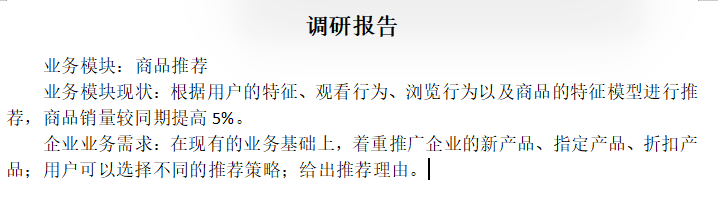 调研报告
业务模块：商品推荐
业务模块现状：根据用户的特征、观看行为、浏览行为以及商品的特征模型进行推
荐，商品销量较同期提高 5%。
企业业务需求：在现有的业务基础上，着重推广企业的新产品、指定产品、折扣产
品；用户可以选择不同的推荐策略；给出推荐理由。